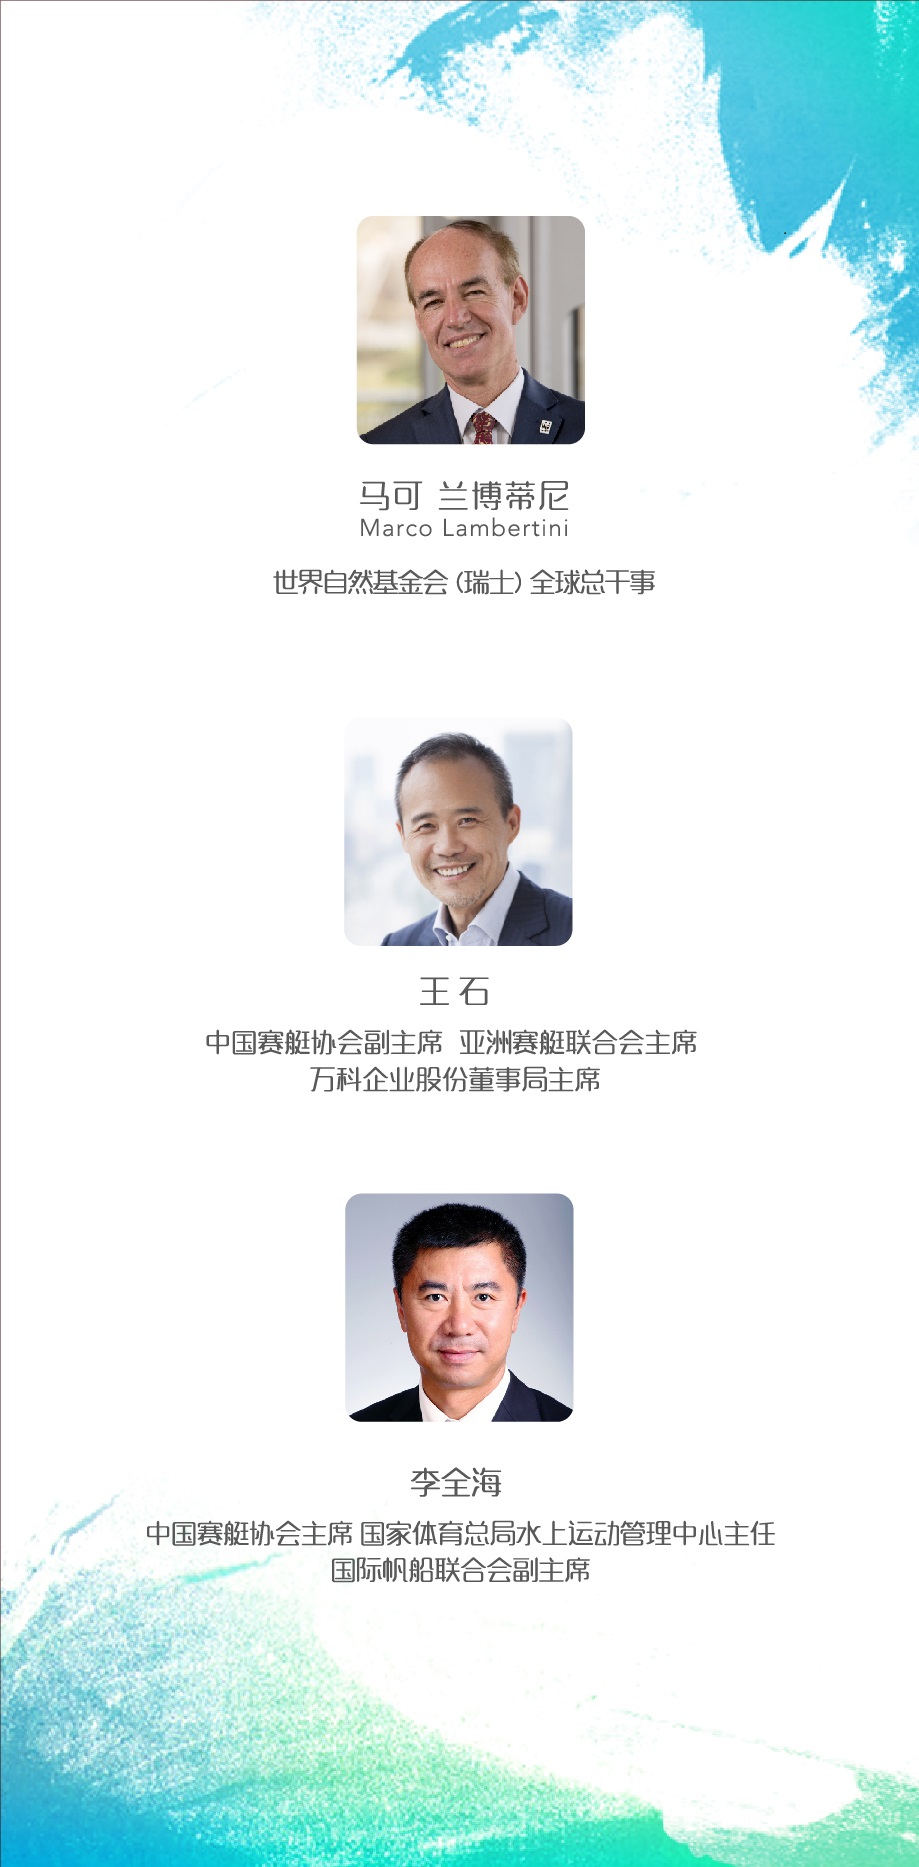 马可 兰博蒂尼
Marco Lambertini
世界自然基金会 (瑞士) 全球总干事
王 石
中国赛艇协会副主席 亚洲赛艇联合会主席
万科企业股份董事局主席
李全海
中国赛艇协会主席 国家体育总局水上运动管理中心主任
国际帆船联合会副主席